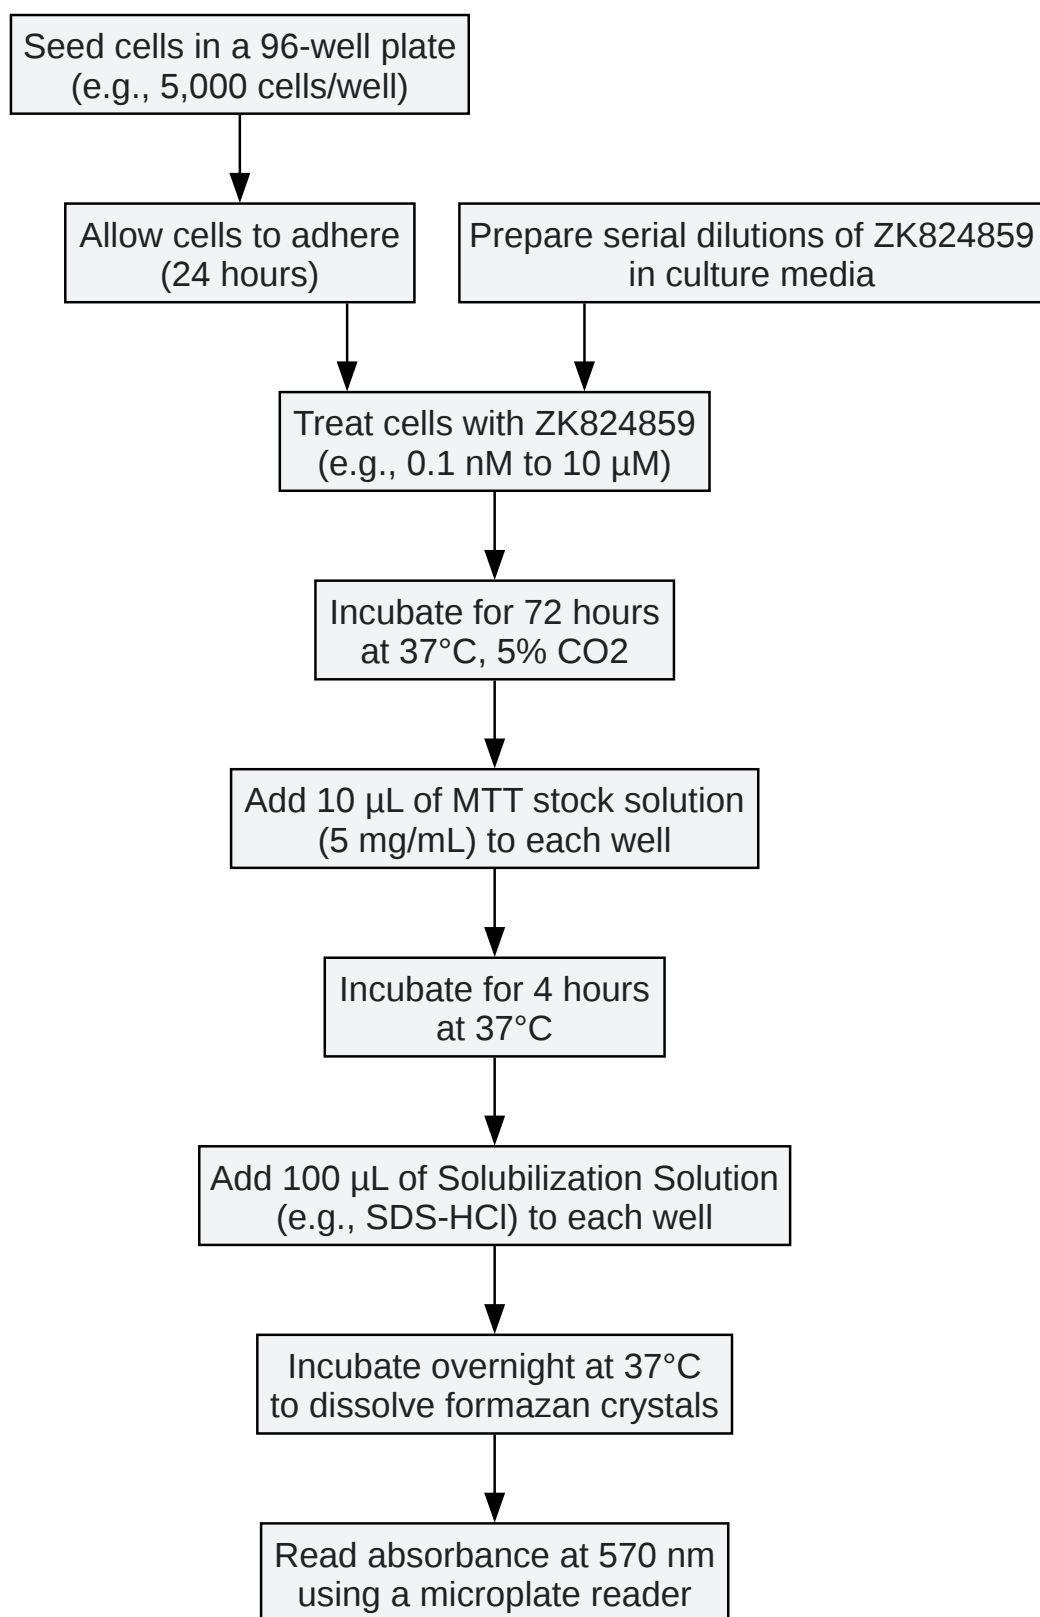 Seed cells in a 96-well plate
(e.g., 5,000 cells/well)
Allow cells to adhere
(24 hours)
Prepare serial dilutions of ZK824859
in culture media
Treat cells with ZK824859
(e.g., 0.1 nM to 10 µM)
Incubate for 72 hours
at 37°C, 5% CO2
Add 10 µL of MTT stock solution
(5 mg/mL) to each well
Incubate for 4 hours
at 37°C
Add 100 µL of Solubilization Solution
(e.g., SDS-HCl) to each well
Incubate overnight at 37°C
to dissolve formazan crystals
Read absorbance at 570 nm
using a microplate reader